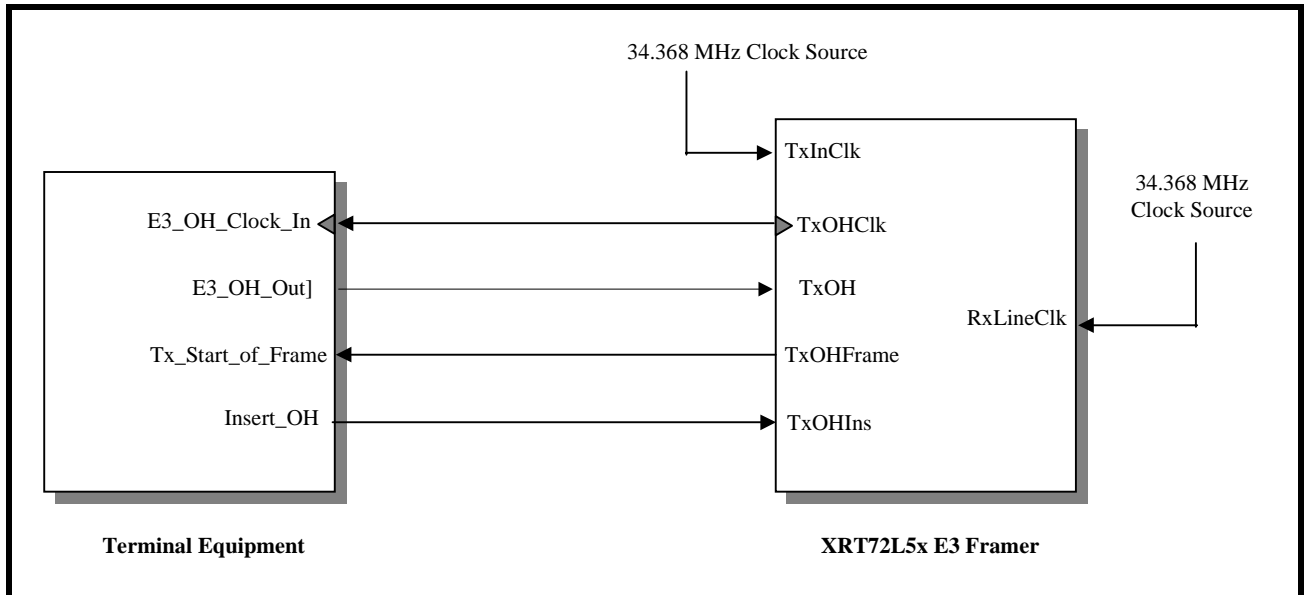 34.368 MHz Clock Source
TxInClk
34.368 MHz
Clock Source
E3_OH_Clock_In
TxOHClk
E3_OH_Out]
TxOH
RxLineClk
Tx_Start_of_Frame
TxOHFrame
Insert_OH
TxOHIns
Terminal Equipment
XRT72L5x E3 Framer